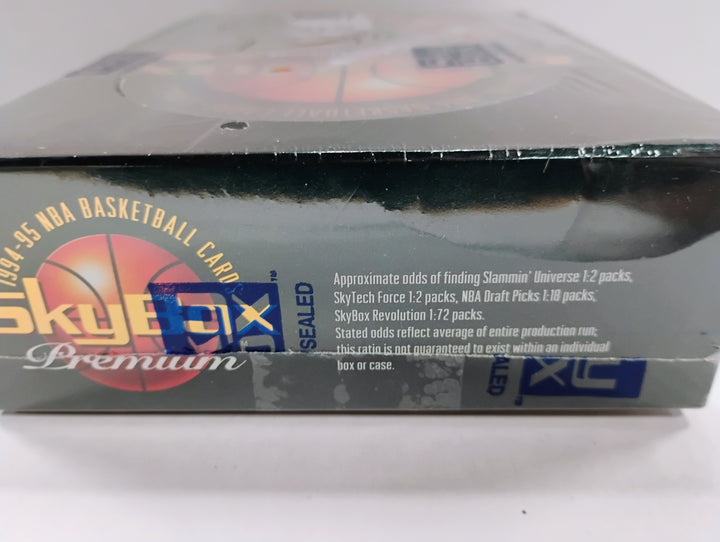 1994-95 NBA BASKETBALL CARD
SkyBox
Premium
™
SEALED
Approximate odds of finding Slammin' Universe 1:2 packs,
SkyTech Force 1:2 packs, NBA Draft Picks 1:18 packs,
SkyBox Revolution 1:72 packs.
Stated odds reflect average of entire production run;
this ratio is not guaranteed to exist within an individual
box or case.